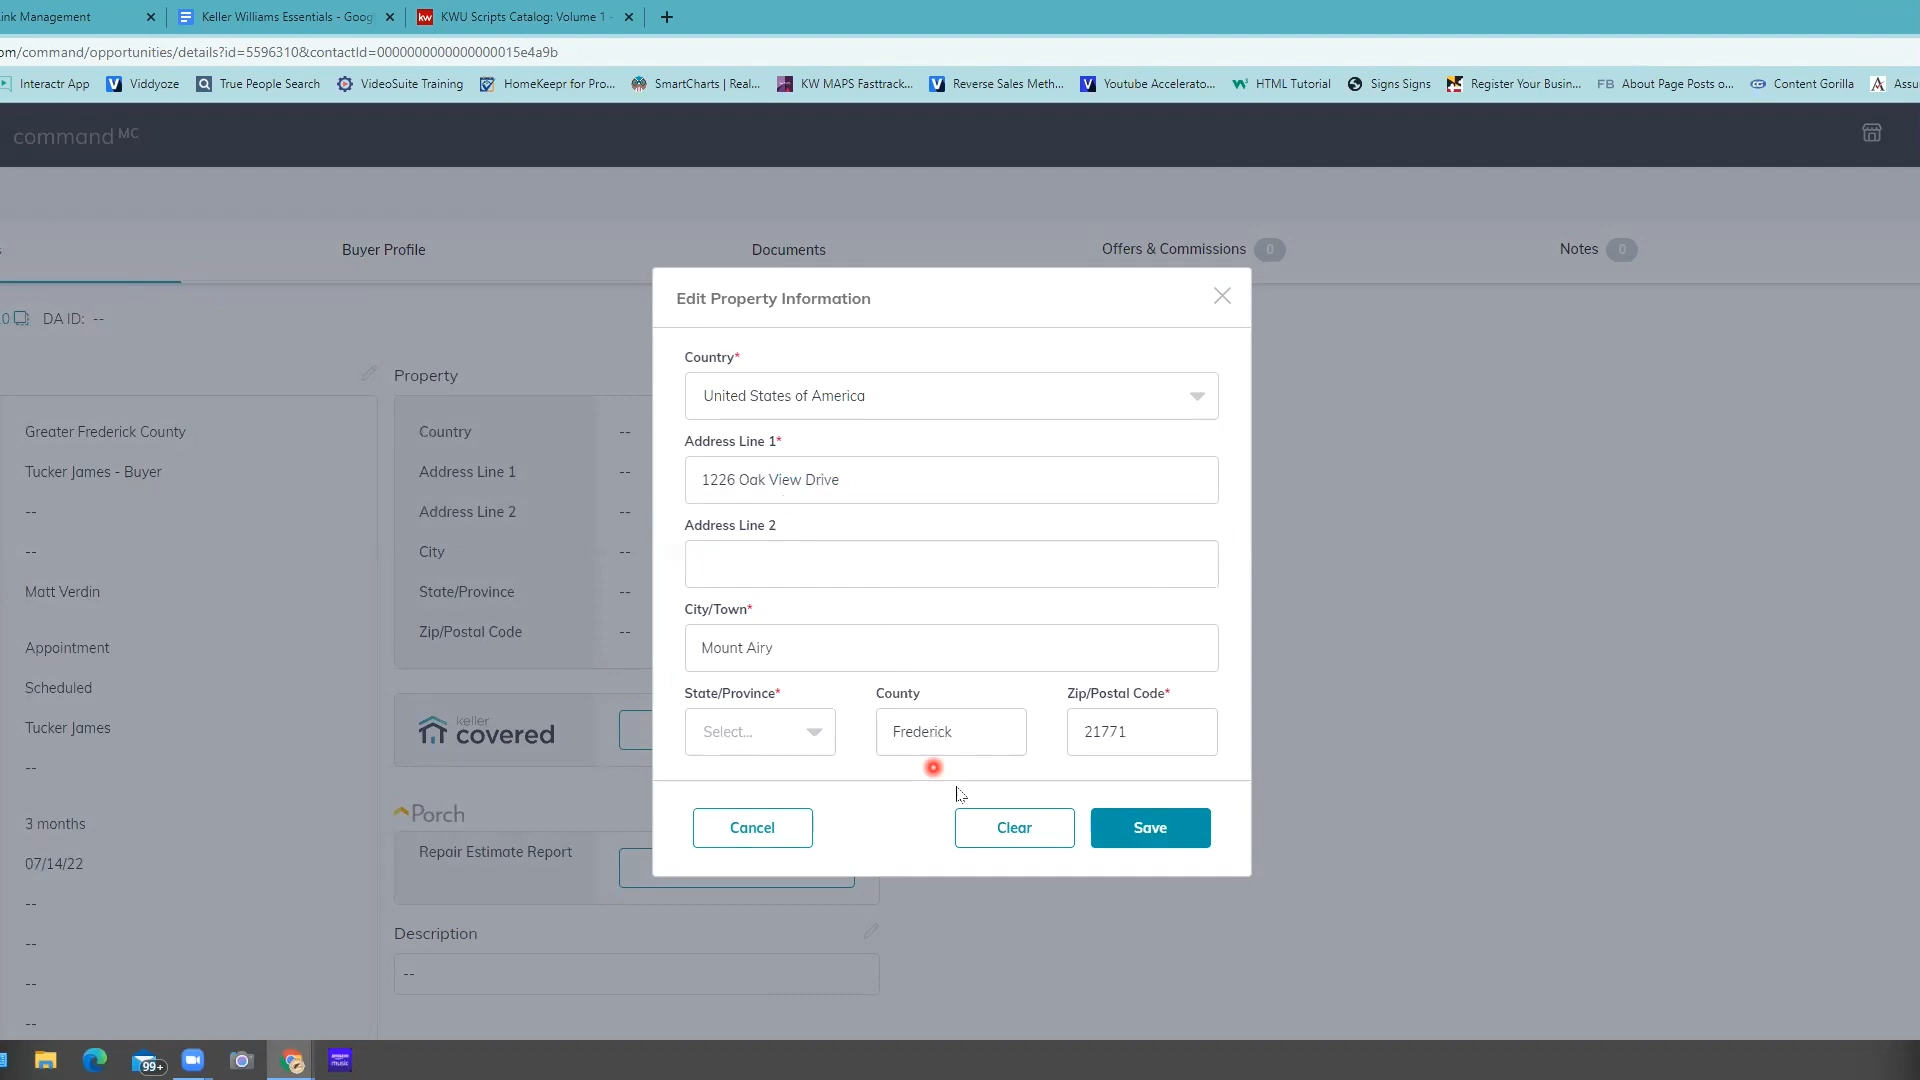 ink Management
Keller Williams Essentials - Goog
KWU Scripts Catalog: Volume 1 -
om/command/opportunities/details?id=5596310&contactId=0000000000000000015e4a9b
Interactr App
Viddyoze
True People Search
VideoSuite Training
HomeKeepr for Pro...
SmartCharts | Real...
KW MAPS Fasttrack...
Reverse Sales Meth...
Youtube Accelerato...
HTML Tutorial
Signs Signs
Register Your Busin...
FB About Page Posts o...
Content Gorilla
Assu
command MC
Buyer Profile
Documents
Offers & Commissions 0
Notes 0
0 DA ID: --
Greater Frederick County
Tucker James - Buyer
--
--
Matt Verdin
Appointment
Scheduled
Tucker James
--
3 months
07/14/22
--
--
--
--
Property
Country --
Address Line 1 --
Address Line 2 --
City --
State/Province --
Zip/Postal Code --
keller
covered
Porch
Repair Estimate Report
Description
--
Edit Property Information
Country*
United States of America
Address Line 1*
1226 Oak View Drive
Address Line 2
City/Town*
Mount Airy
State/Province*
County
Zip/Postal Code*
Select...
Frederick
21771
Cancel
Clear
Save
99+
amazon
music